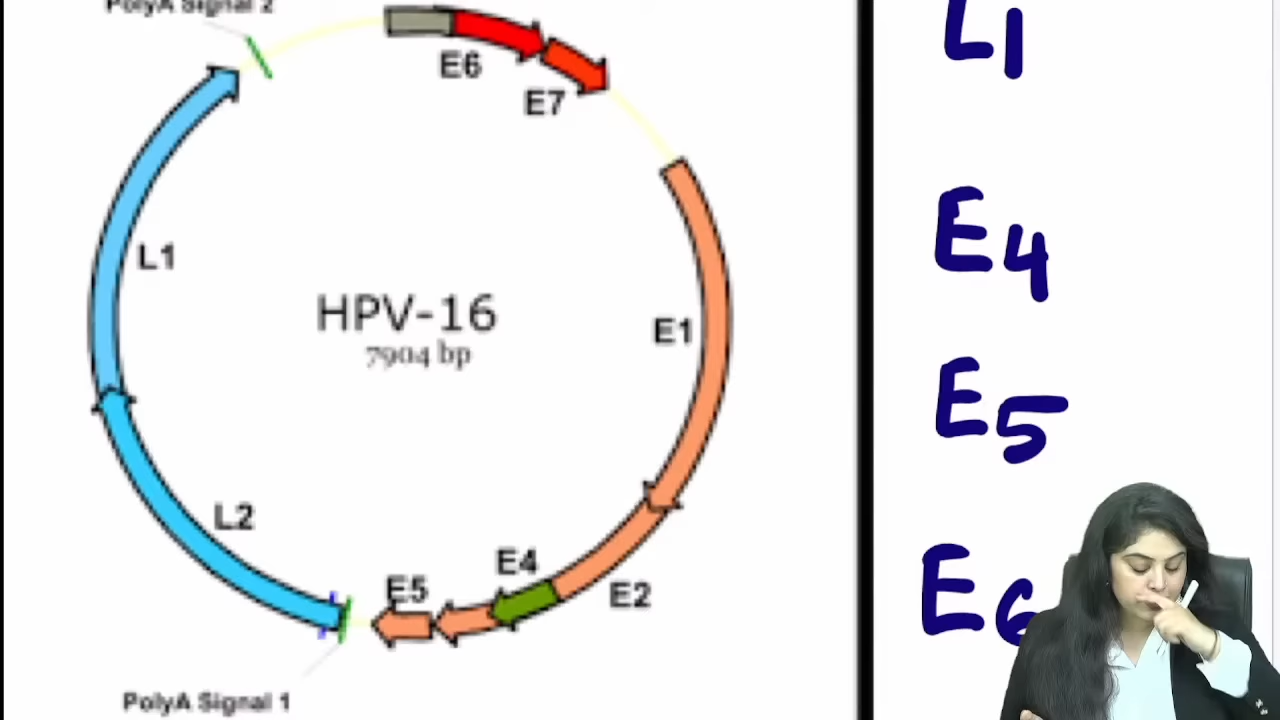 PolyA Signal 2
E6
E7
L1
HPV-16
7904 bp
E1
L2
E4
E5
E2
PolyA Signal 1
L1
E4
E5
E6